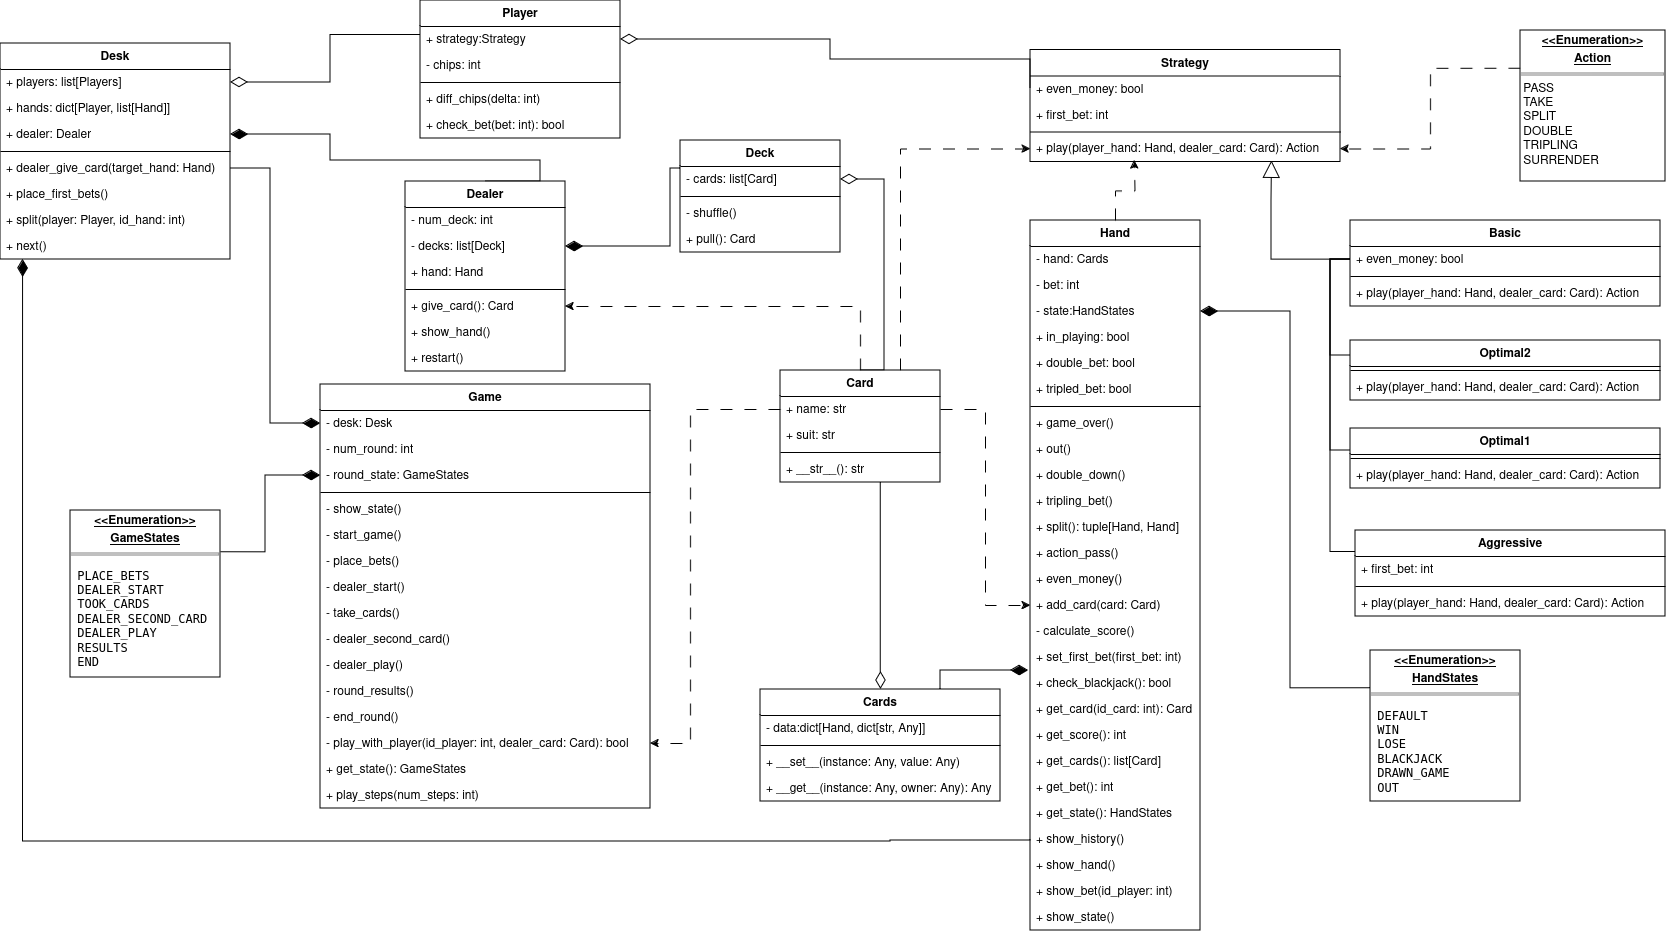 Player
+ strategy:Strategy
- chips: int
+ diff_chips(delta: int)
+ check_bet(bet: int): bool
Desk
+ players: list[Players]
+ hands: dict[Player, list[Hand]]
+ dealer: Dealer
+ dealer_give_card(target_hand: Hand)
+ place_first_bets()
+ split(player: Player, id_hand: int)
+ next()
Strategy
+ even_money: bool
+ first_bet: int
+ play(player_hand: Hand, dealer_card: Card): Action
<<Enumeration>>
Action
PASS
TAKE
SPLIT
DOUBLE
TRIPLING
SURRENDER
Deck
- cards: list[Card]
- shuffle()
+ pull(): Card
Dealer
- num_deck: int
- decks: list[Deck]
+ hand: Hand
+ give_card(): Card
+ show_hand()
+ restart()
Hand
- hand: Cards
- bet: int
- state:HandStates
+ in_playing: bool
+ double_bet: bool
+ tripled_bet: bool
+ game_over()
+ out()
+ double_down()
+ tripling_bet()
+ split(): tuple[Hand, Hand]
+ action_pass()
+ even_money()
+ add_card(card: Card)
- calculate_score()
+ set_first_bet(first_bet: int)
+ check_blackjack(): bool
+ get_card(id_card: int): Card
+ get_score(): int
+ get_cards(): list[Card]
+ get_bet(): int
+ get_state(): HandStates
+ show_history()
+ show_hand()
+ show_bet(id_player: int)
+ show_state()
Basic
+ even_money: bool
+ play(player_hand: Hand, dealer_card: Card): Action
Optimal2
+ play(player_hand: Hand, dealer_card: Card): Action
Optimal1
+ play(player_hand: Hand, dealer_card: Card): Action
Aggressive
+ first_bet: int
+ play(player_hand: Hand, dealer_card: Card): Action
Card
+ name: str
+ suit: str
+ __str__(): str
Game
- desk: Desk
- num_round: int
- round_state: GameStates
- show_state()
- start_game()
- place_bets()
- dealer_start()
- take_cards()
- dealer_second_card()
- dealer_play()
- round_results()
- end_round()
- play_with_player(id_player: int, dealer_card: Card): bool
+ get_state(): GameStates
+ play_steps(num_steps: int)
<<Enumeration>>
GameStates
PLACE_BETS
DEALER_START
TOOK_CARDS
DEALER_SECOND_CARD
DEALER_PLAY
RESULTS
END
Cards
- data:dict[Hand, dict[str, Any]]
+ __set__(instance: Any, value: Any)
+ __get__(instance: Any, owner: Any): Any
<<Enumeration>>
HandStates
DEFAULT
WIN
LOSE
BLACKJACK
DRAWN_GAME
OUT